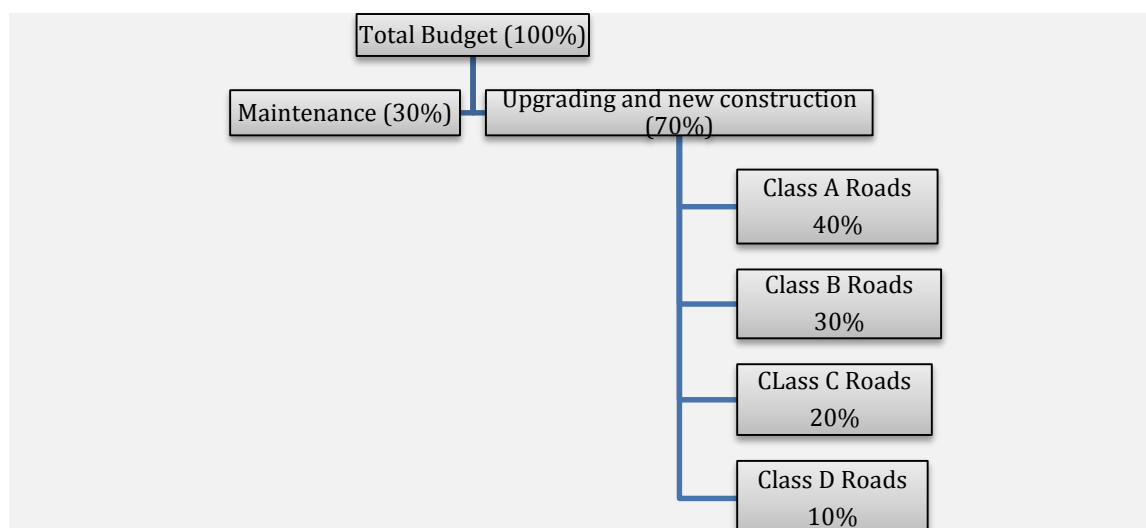 Total Budget (100%)
Maintenance (30%)
Upgrading and new construction
(70%)
Class A Roads
40%
Class B Roads
30%
CLass C Roads
20%
Class D Roads
10%